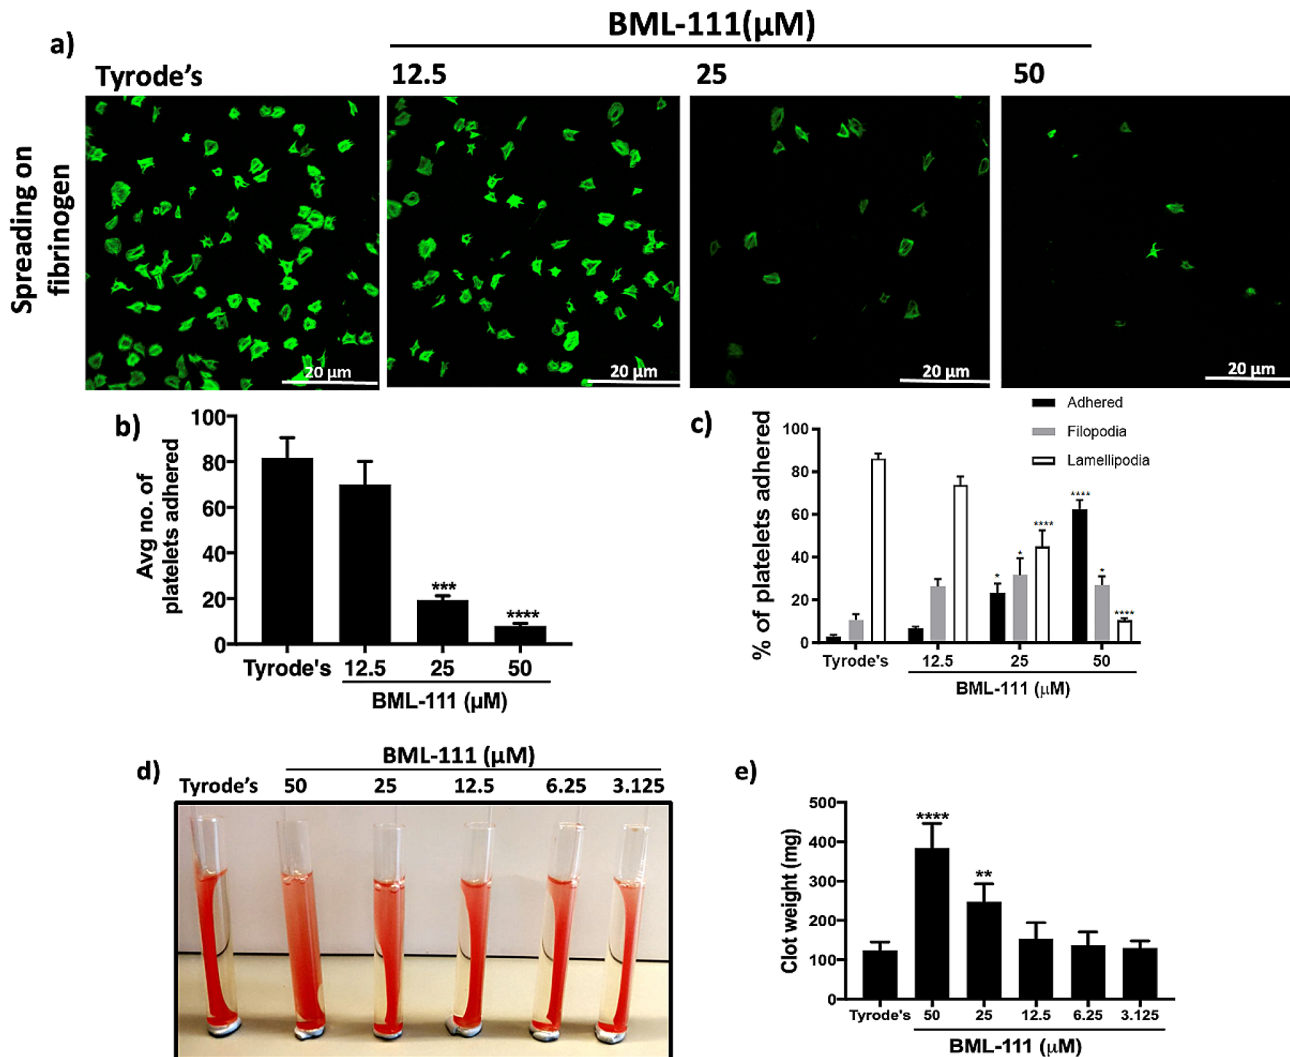 BML-111(µM)
a)
Tyrode's 12.5 25 50
Spreading on
fibrinogen
20 µm 20 µm 20 µm 20 µm
b)
Avg no. of
platelets adhered
100
80
60
40
20
0
***
****
Tyrode's 12.5 25 50
BML-111 (µM)
c)
Adhered
Filopodia
Lamellipodia
% of platelets adhered
100
80
60
40
20
0
* * ****
**** * ****
Tyrode's 12.5 25 50
BML-111 (µM)
d)
BML-111 (µM)
Tyrode's 50 25 12.5 6.25 3.125
e)
Clot weight (mg)
500
400
300
200
100
0
****
**
Tyrode's 50 25 12.5 6.25 3.125
BML-111 (µM)